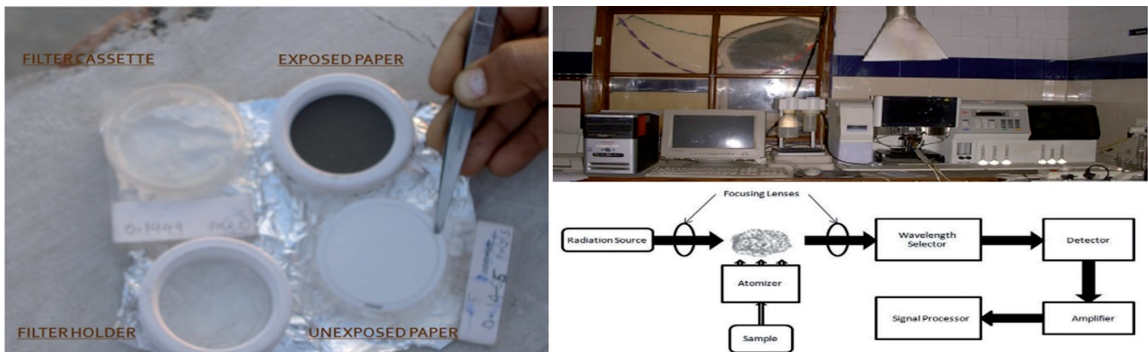 FILTER CASSETTE
EXPOSED PAPER
FILTER HOLDER
UNEXPOSED PAPER
Focusing Lenses
Radiation Source
Wavelength
Selector
Detector
Atomizer
Sample
Signal Processor
Amplifier